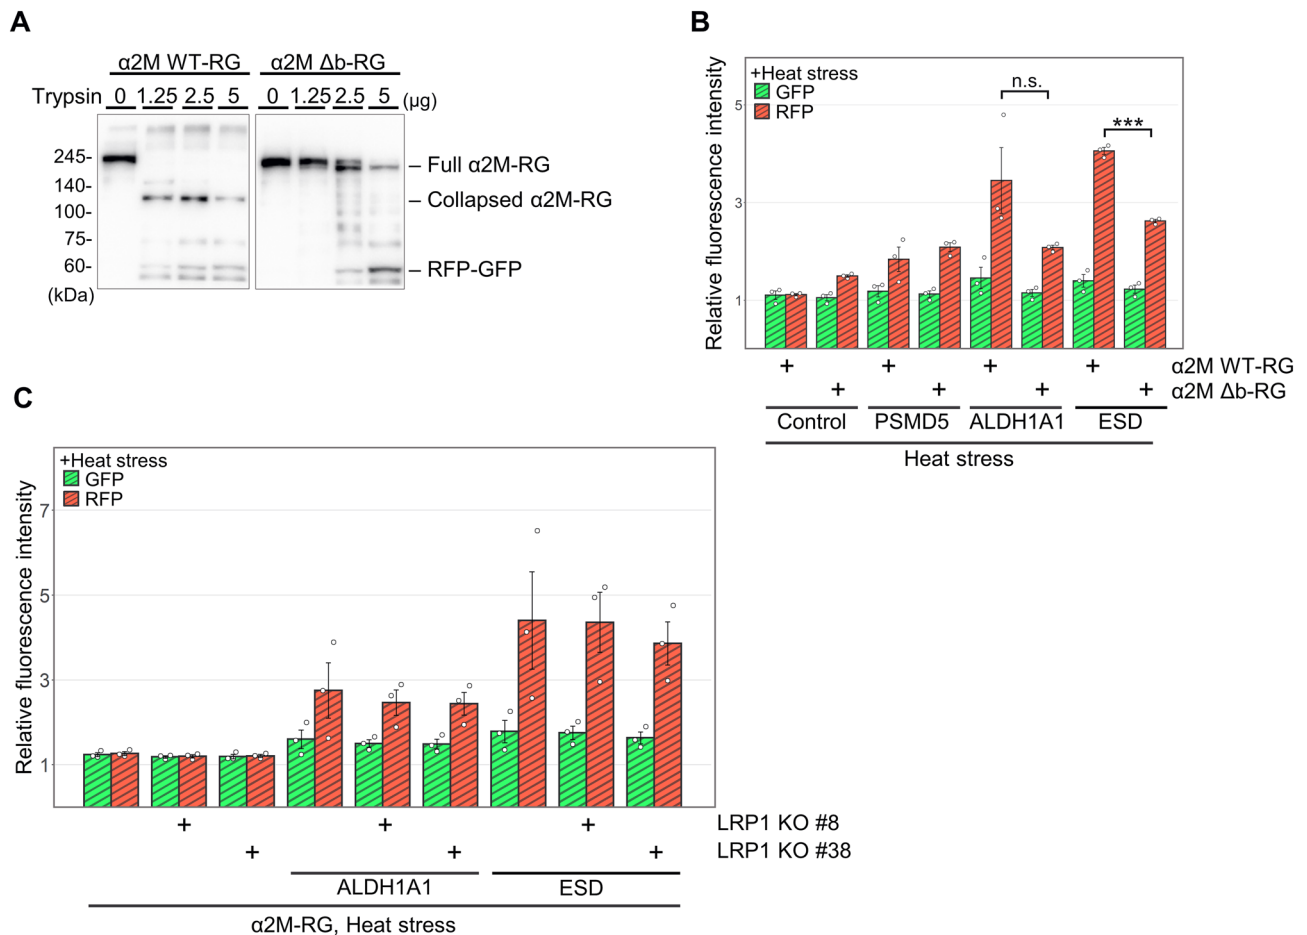 A
α2M WT-RG α2M Δb-RG
Trypsin 0 1.25 2.5 5 0 1.25 2.5 5 (μg)
245-
140-
100-
75-
60-
(kDa)
Full α2M-RG
Collapsed α2M-RG
RFP-GFP
B
Relative fluorescence intensity
+Heat stress
GFP
RFP
n.s.
***
5
3
1
+ + + + α2M WT-RG
+ + + + α2M Δb-RG
Control PSMD5 ALDH1A1 ESD
Heat stress
C
Relative fluorescence intensity
+Heat stress
GFP
RFP
7
5
3
1
+ + + LRP1 KO #8
+ + + LRP1 KO #38
ALDH1A1 ESD
α2M-RG, Heat stress